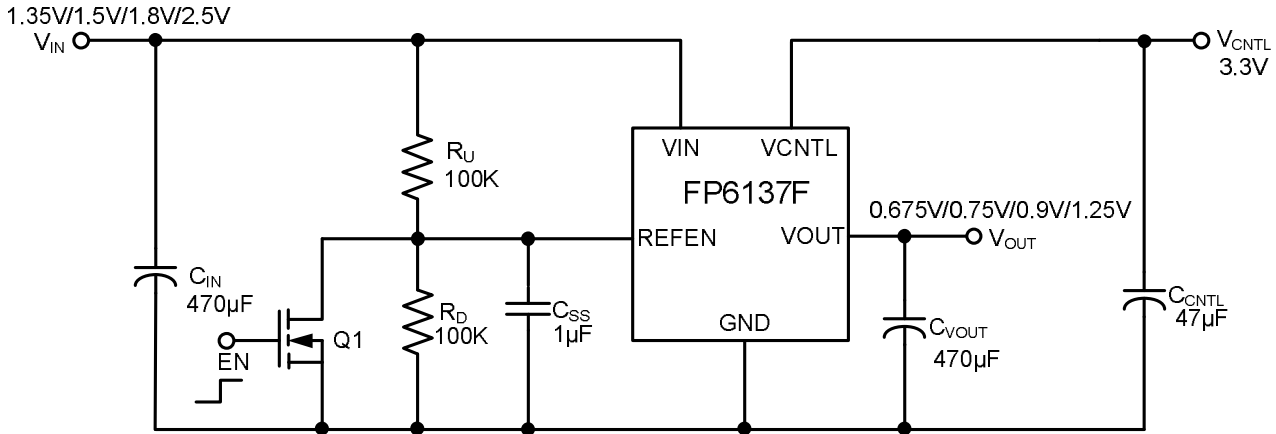 1.35V/1.5V/1.8V/2.5V
VIN
VCNTL
3.3V
VIN
VCNTL
RU
100K
FP6137F
0.675V/0.75V/0.9V/1.25V
REFEN
VOUT
VOUT
CIN
470µF
CCNTL
47µF
RD
100K
CSS
1µF
GND
CVOUT
470µF
Q1
EN